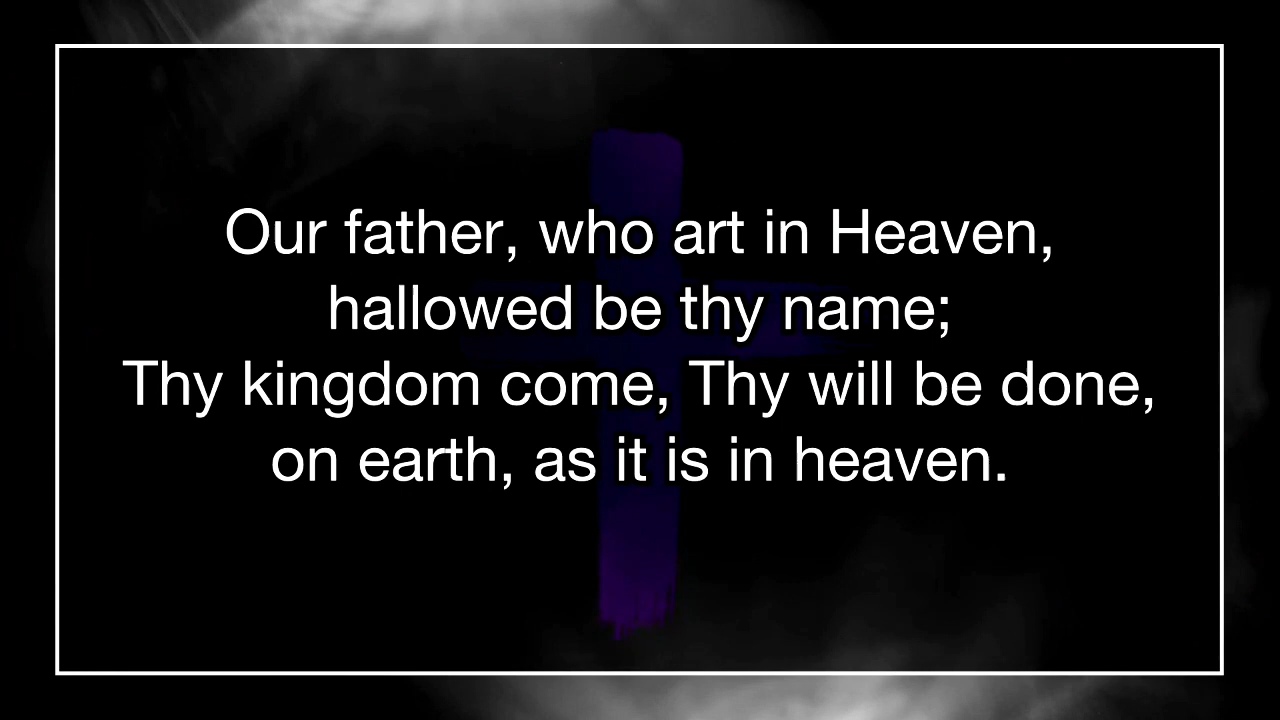 Our father, who art in Heaven,
hallowed be thy name;
Thy kingdom come, Thy will be done,
on earth, as it is in heaven.